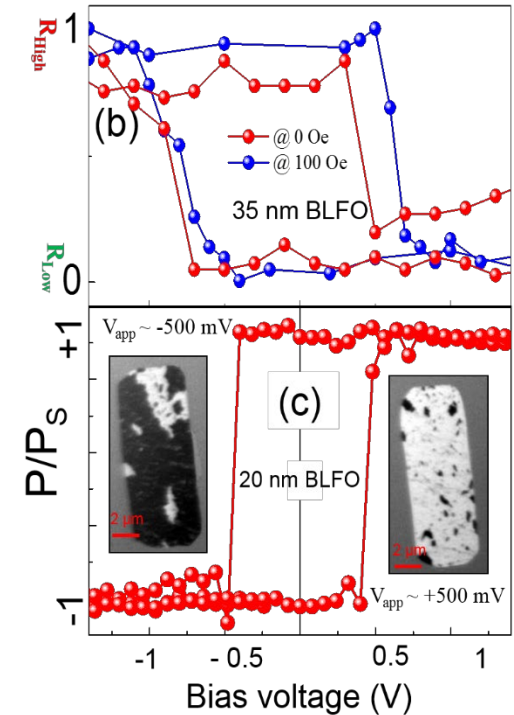 1
R_High
(b)
@ 0 Oe
@ 100 Oe
35 nm BLFO
R_Low
0
V_app ~ -500 mV
+1
(c)
P/P_S
20 nm BLFO
2 µm
2 µm
V_app ~ +500 mV
-1
-1
- 0.5
0
0.5
1
Bias voltage (V)